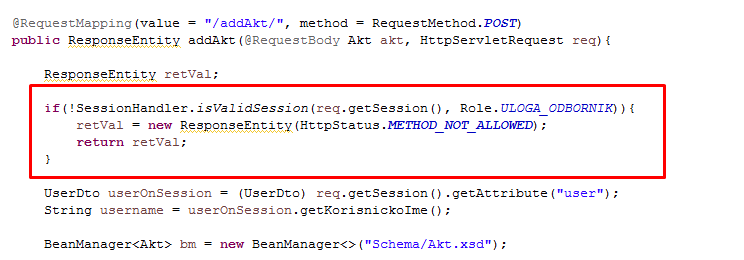 @RequestMapping(value = "/addAkt/", method = RequestMethod.POST)
public ResponseEntity addAkt(@RequestBody Akt akt, HttpServletRequest req){
ResponseEntity retVal;
if(!SessionHandler.isValidSession(req.getSession(), Role.ULOGA_ODBORNIK)){
retVal = new ResponseEntity(HttpStatus.METHOD_NOT_ALLOWED);
return retVal;
}
UserDto userOnSession = (UserDto) req.getSession().getAttribute("user");
String username = userOnSession.getKorisnickoIme();
BeanManager<Akt> bm = new BeanManager<>("Schema/Akt.xsd");